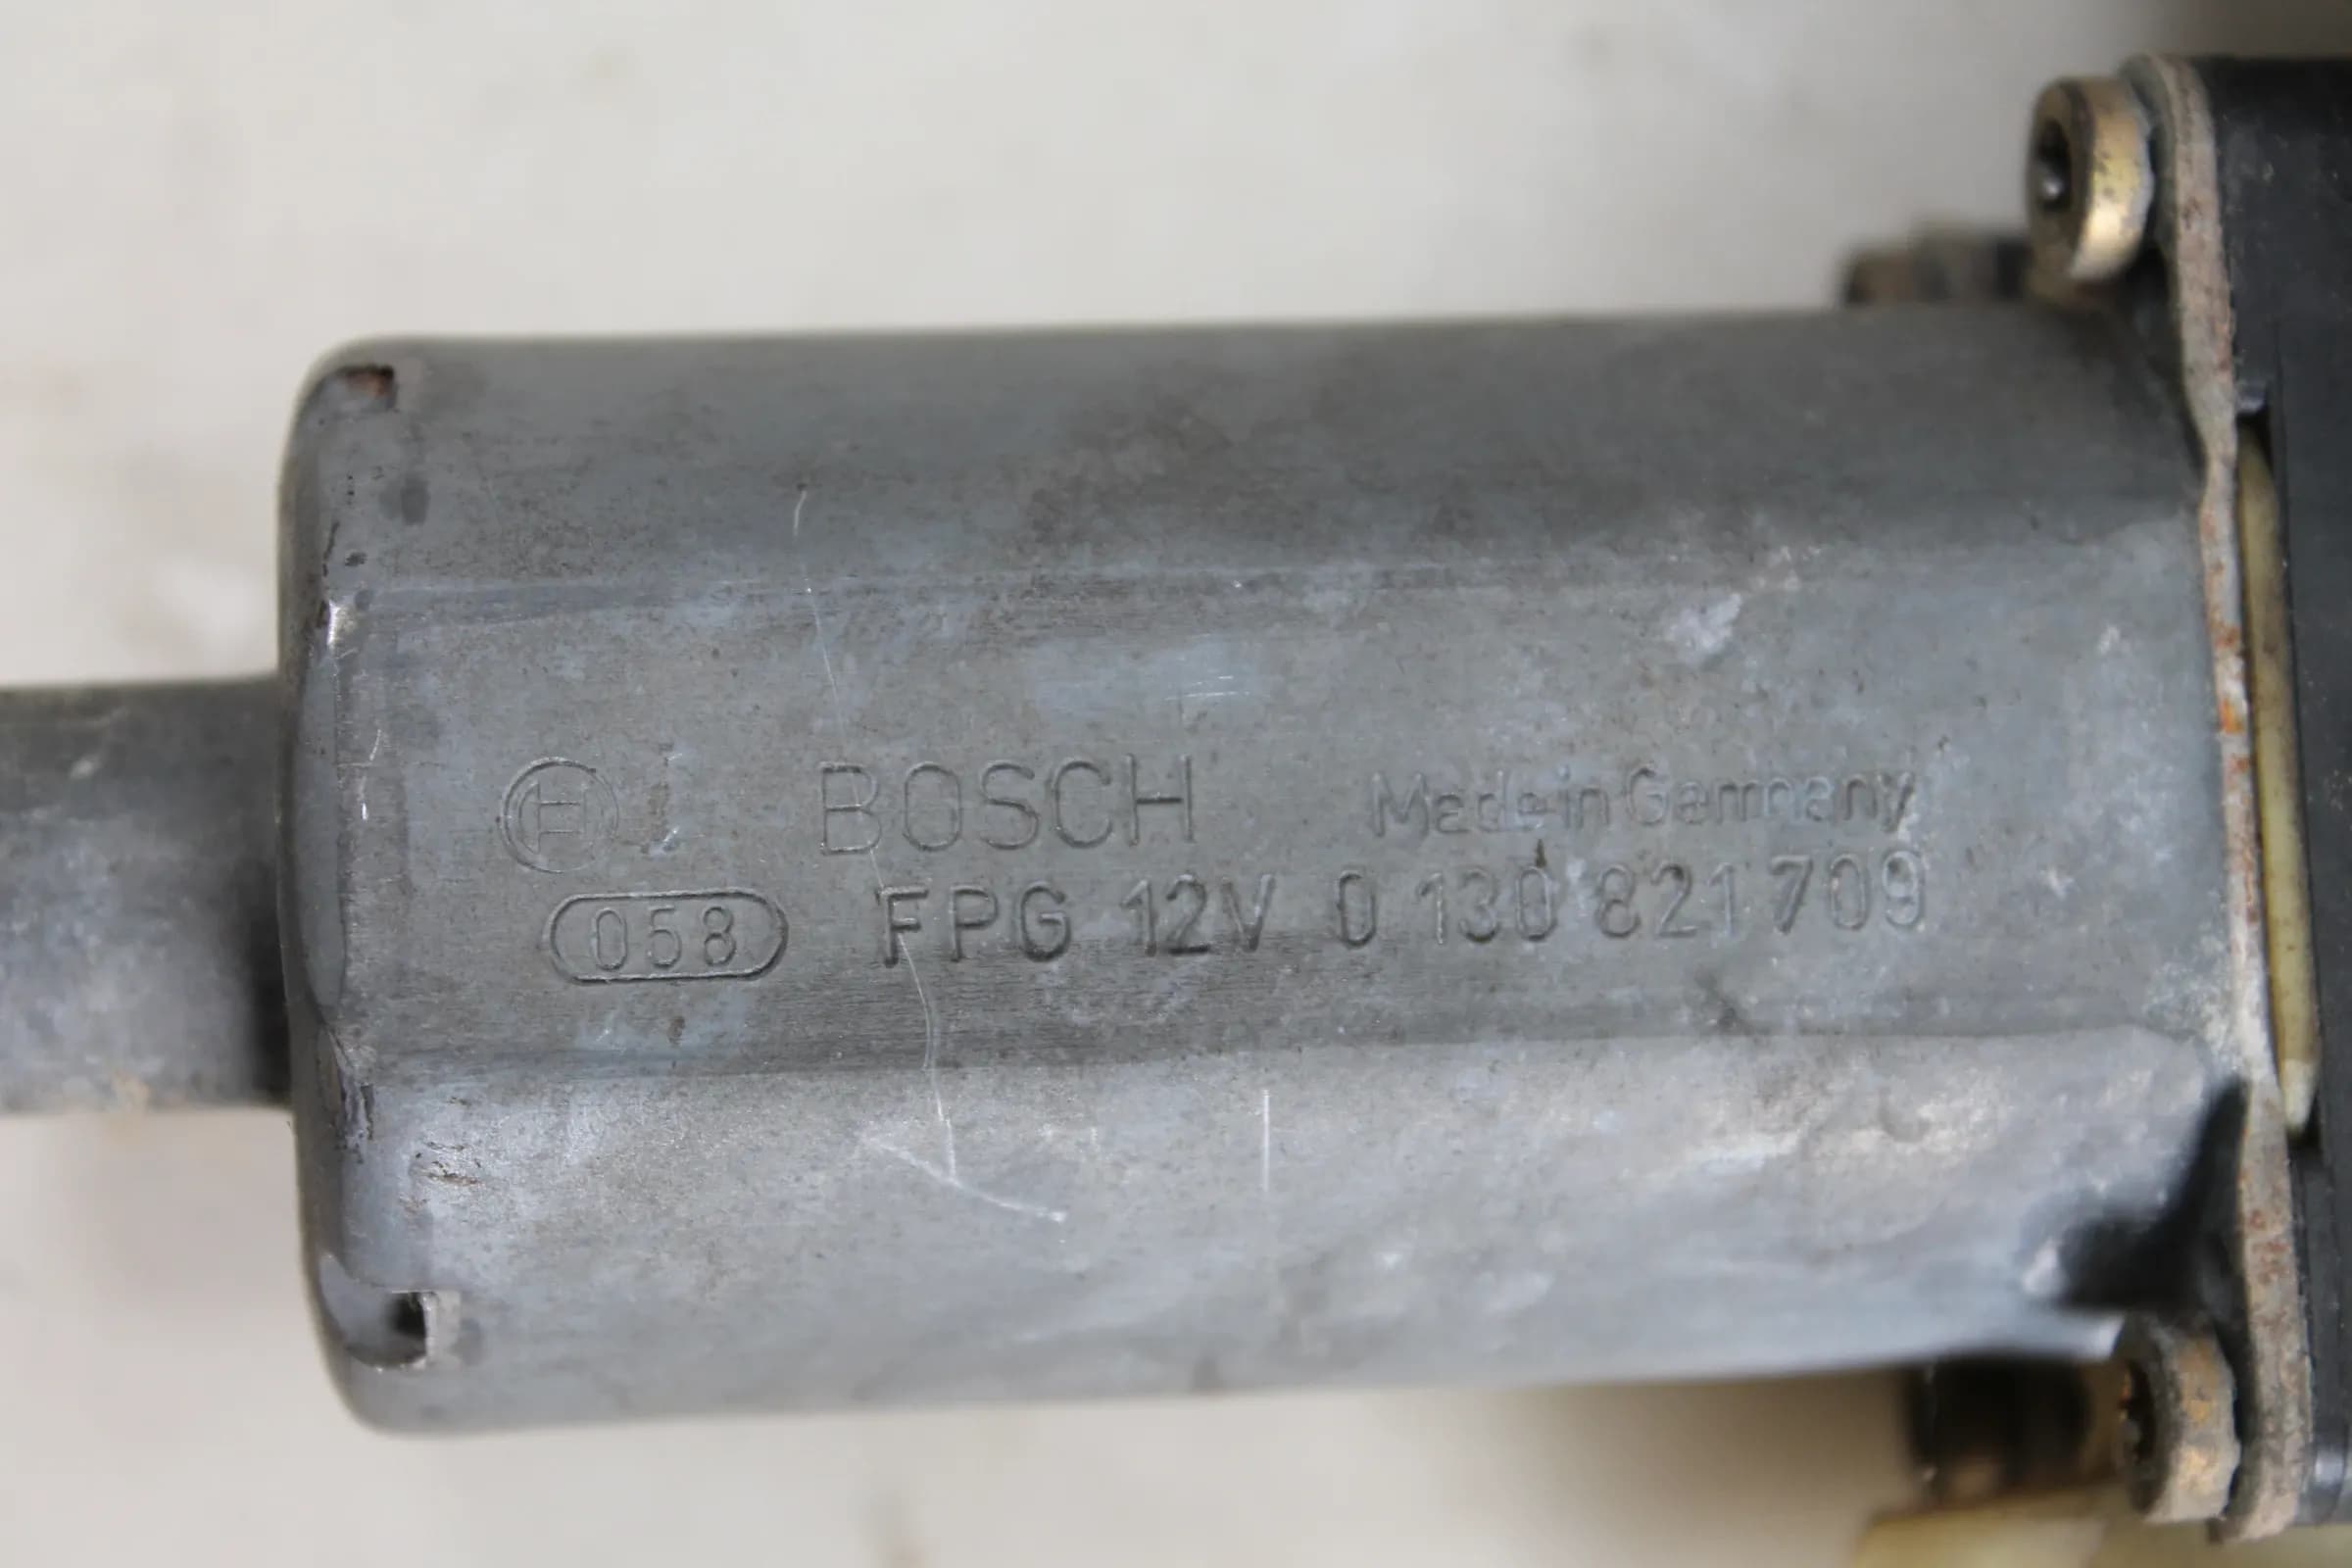 BOSCH Made in Germany
058 FPG 12V 0 130 821 709